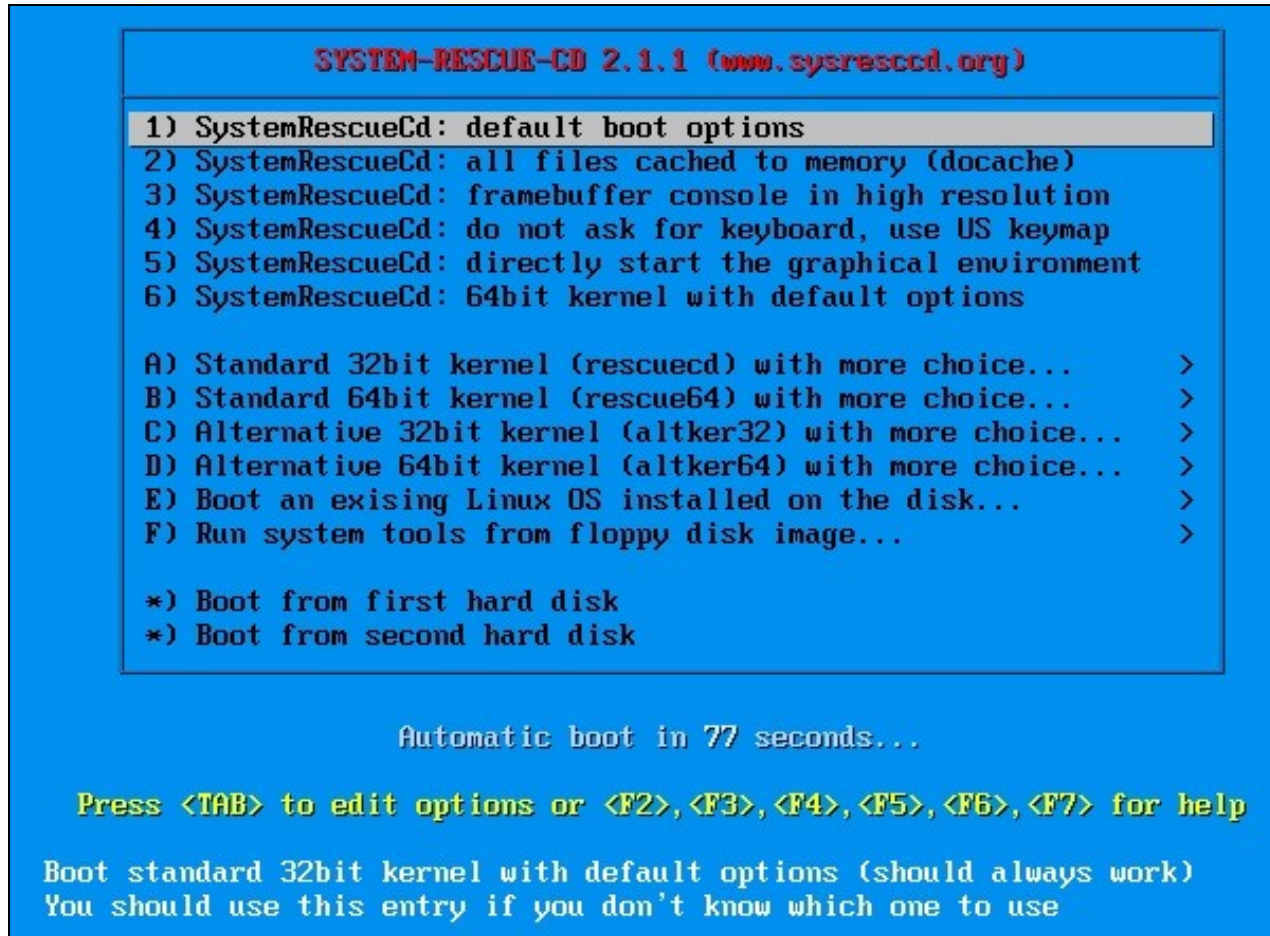 SYSTEM-RESCUE-CD 2.1.1 (www.sysresccd.org)
1) SystemRescueCd: default boot options
2) SystemRescueCd: all files cached to memory (docache)
3) SystemRescueCd: framebuffer console in high resolution
4) SystemRescueCd: do not ask for keyboard, use US keymap
5) SystemRescueCd: directly start the graphical environment
6) SystemRescueCd: 64bit kernel with default options
A) Standard 32bit kernel (rescuecd) with more choice... >
B) Standard 64bit kernel (rescue64) with more choice... >
C) Alternative 32bit kernel (altker32) with more choice... >
D) Alternative 64bit kernel (altker64) with more choice... >
E) Boot an exising Linux OS installed on the disk... >
F) Run system tools from floppy disk image... >
*) Boot from first hard disk
*) Boot from second hard disk
Automatic boot in 77 seconds...
Press <TAB> to edit options or <F2>,<F3>,<F4>,<F5>,<F6>,<F7> for help
Boot standard 32bit kernel with default options (should always work)
You should use this entry if you don't know which one to use